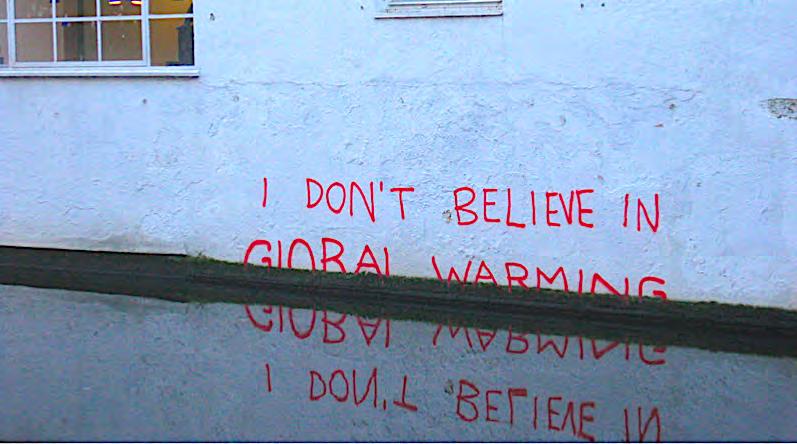 I DON'T BELIEVE IN
GLOBAL WARMING